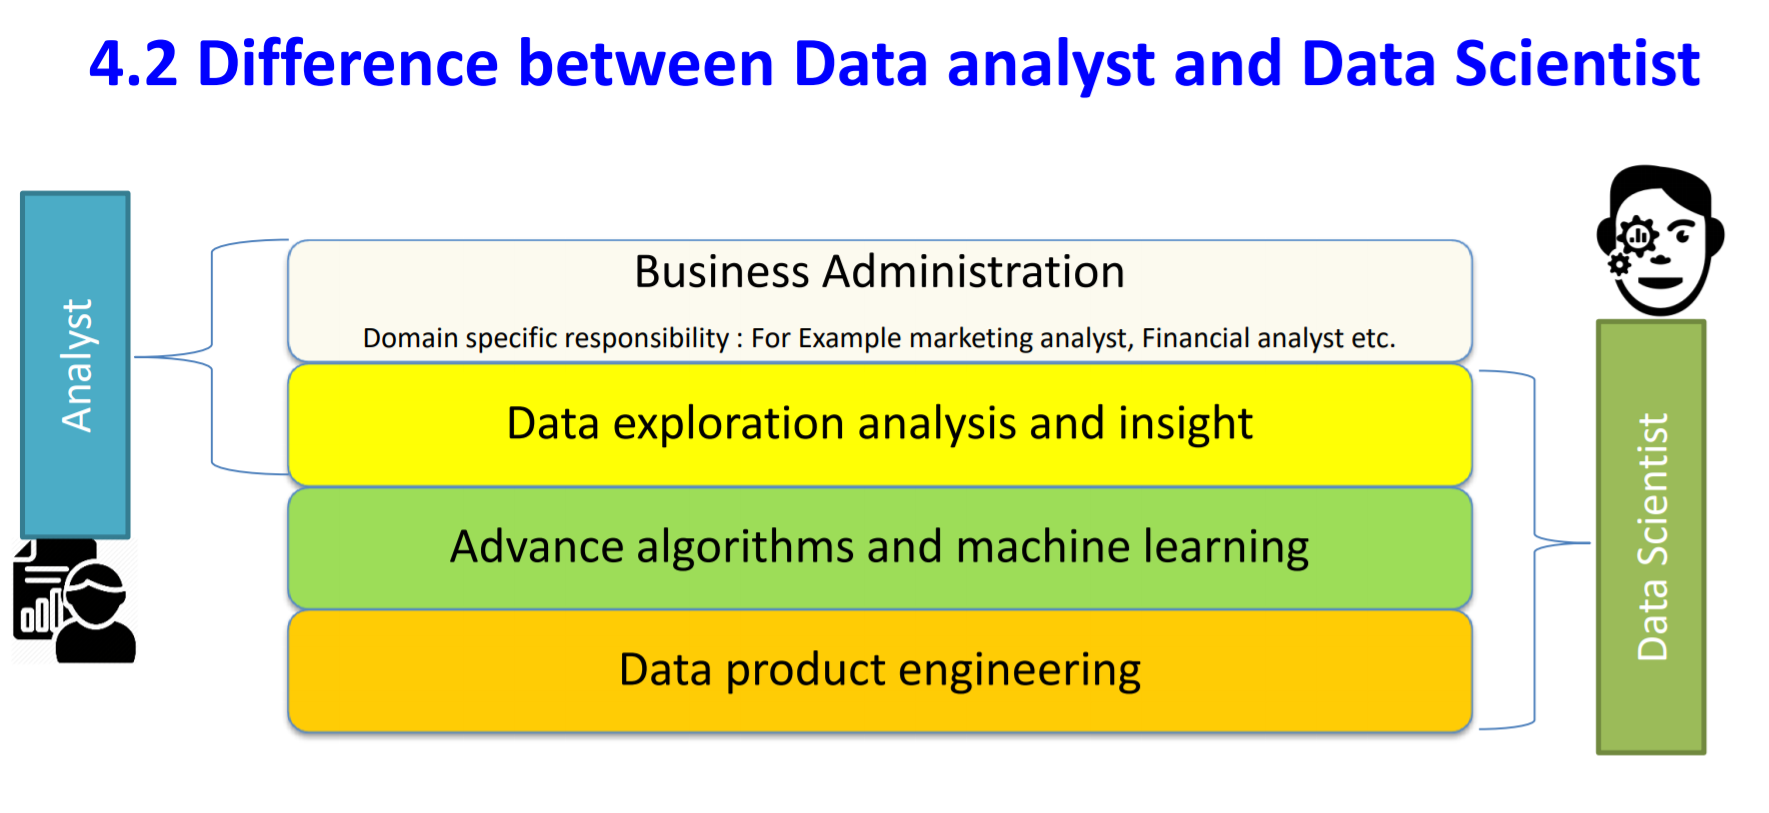 4.2 Difference between Data analyst and Data Scientist
Analyst
Business Administration
Domain specific responsibility : For Example marketing analyst, Financial analyst etc.
Data exploration analysis and insight
Advance algorithms and machine learning
Data product engineering
Data Scientist